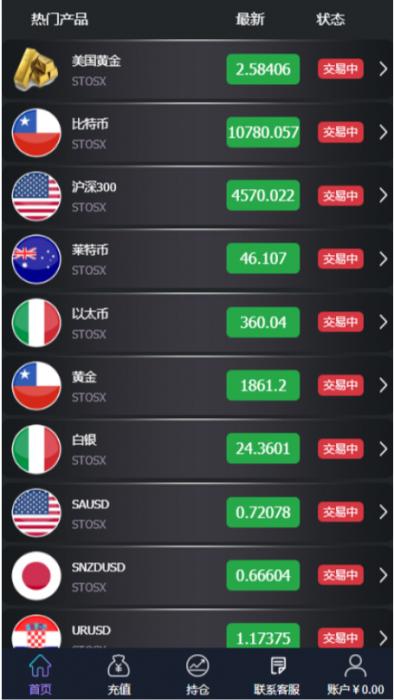 热门产品 最新 状态
美国黄金
STOSX
2.58406 交易中
比特币
STOSX
10780.057 交易中
沪深300
STOSX
4570.022 交易中
莱特币
STOSX
46.107 交易中
以太币
STOSX
360.04 交易中
黄金
STOSX
1861.2 交易中
白银
STOSX
24.3601 交易中
SAUSD
STOSX
0.72078 交易中
SNZDUSD
STOSX
0.66604 交易中
URUSD
1.17375 交易中
首页 充值 持仓 联系客服 账户￥0.00